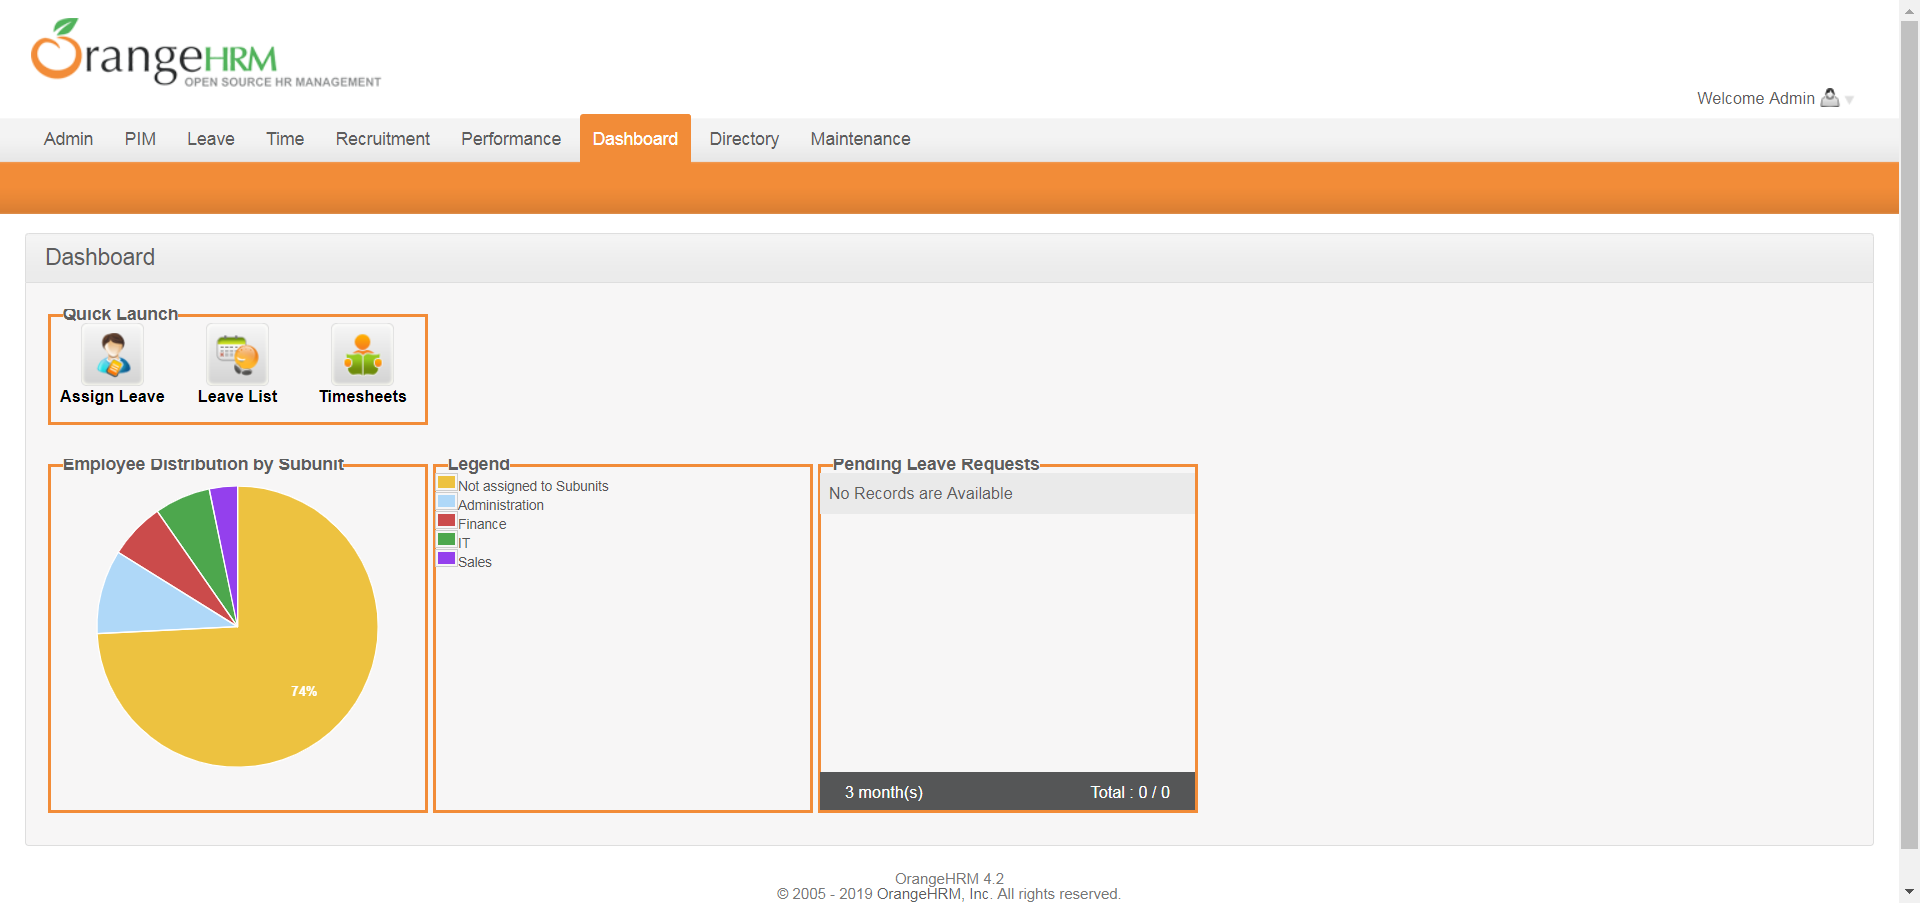 OrangeHRM
OPEN SOURCE HR MANAGEMENT
Welcome Admin
Admin PIM Leave Time Recruitment Performance Dashboard Directory Maintenance
Dashboard
Quick Launch
Assign Leave Leave List Timesheets
Employee Distribution by Subunit
74%
Legend
Not assigned to Subunits
Administration
Finance
IT
Sales
Pending Leave Requests
No Records are Available
3 month(s) Total : 0 / 0
OrangeHRM 4.2
© 2005 - 2019 OrangeHRM, Inc. All rights reserved.